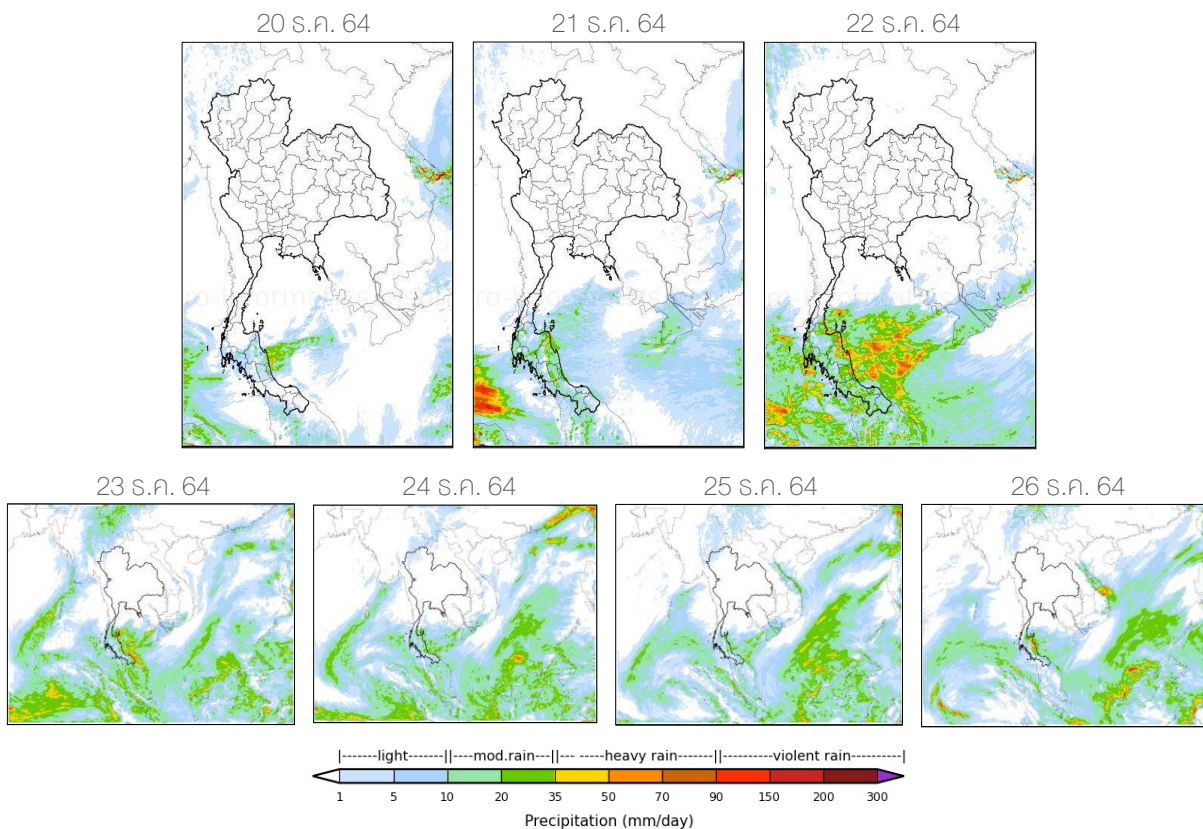 20 ธ.ค. 64
21 ธ.ค. 64
22 ธ.ค. 64
23 ธ.ค. 64
24 ธ.ค. 64
25 ธ.ค. 64
26 ธ.ค. 64
|------light-------||----mod.rain---||--- ----heavy rain-------||---------violent rain----------|
1 5 10 20 35 50 70 90 150 200 300
Precipitation (mm/day)